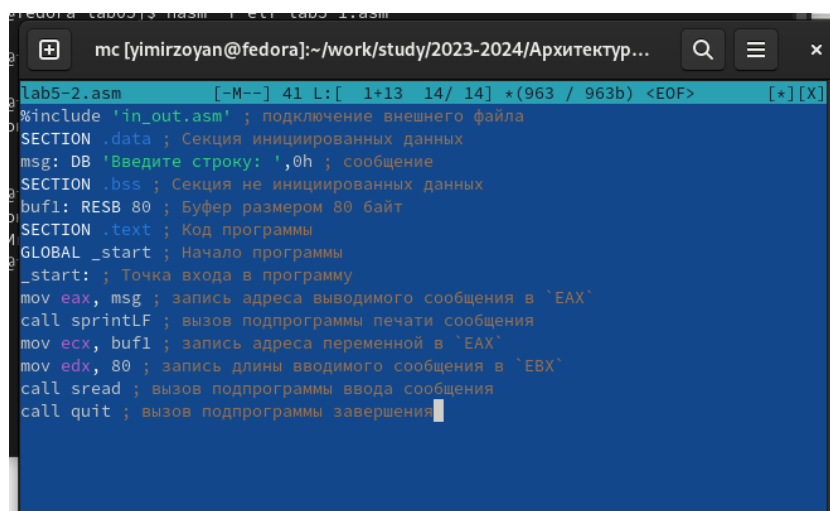 fedora lab05]$ nasm -f elf lab5-1.asm
mc [yimirzoyan@fedora]:~/work/study/2023-2024/Архитектур...
lab5-2.asm [-M--] 41 L:[ 1+13 14/ 14] *(963 / 963b) <EOF> [*][X]
%include 'in_out.asm' ; подключение внешнего файла
SECTION .data ; Секция инициированных данных
msg: DB 'Введите строку: ',0h ; сообщение
SECTION .bss ; Секция не инициированных данных
buf1: RESB 80 ; Буфер размером 80 байт
SECTION .text ; Код программы
GLOBAL _start ; Начало программы
_start: ; Точка входа в программу
mov eax, msg ; запись адреса выводимого сообщения в `EAX`
call sprintLF ; вызов подпрограммы печати сообщения
mov ecx, buf1 ; запись адреса переменной в `EAX`
mov edx, 80 ; запись длины вводимого сообщения в `EBX`
call sread ; вызов подпрограммы ввода сообщения
call quit ; вызов подпрограммы завершения